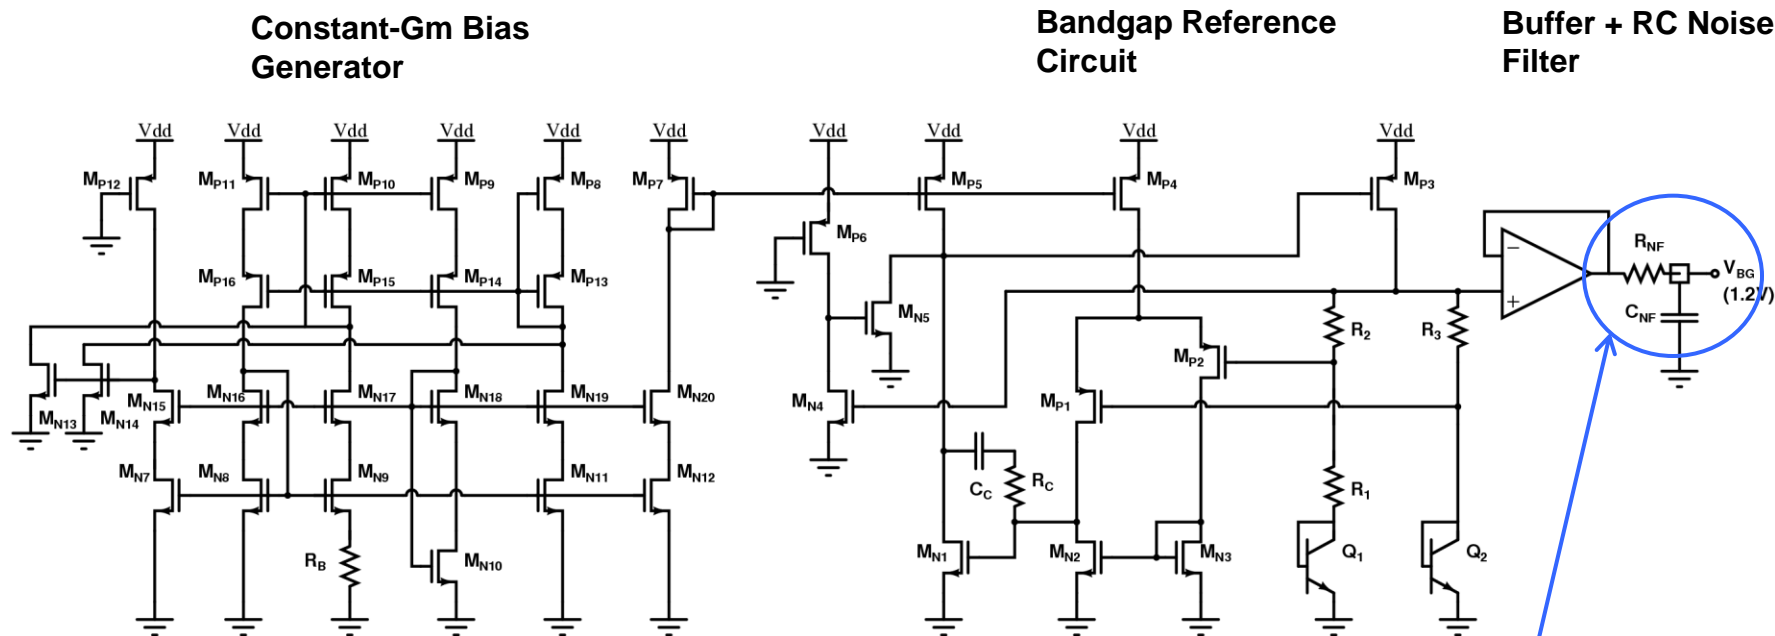 Constant-Gm Bias
Generator
Bandgap Reference
Circuit
Buffer + RC Noise
Filter
Vdd Vdd Vdd Vdd Vdd Vdd Vdd Vdd Vdd Vdd
MP12 MP11 MP10 MP9 MP8 MP7 MP5 MP4 MP3
MP6
MP16 MP15 MP14 MP13
RNF
VBG
(1.2V)
CNF
− +
MN5
R2 R3
MP2
MN13 MN14 MN15 MN16 MN17 MN18 MN19 MN20 MN4 MP1
MN7 MN8 MN9 MN11 MN12
CC RC R1
RB MN10 MN1 MN2 MN3 Q1 Q2